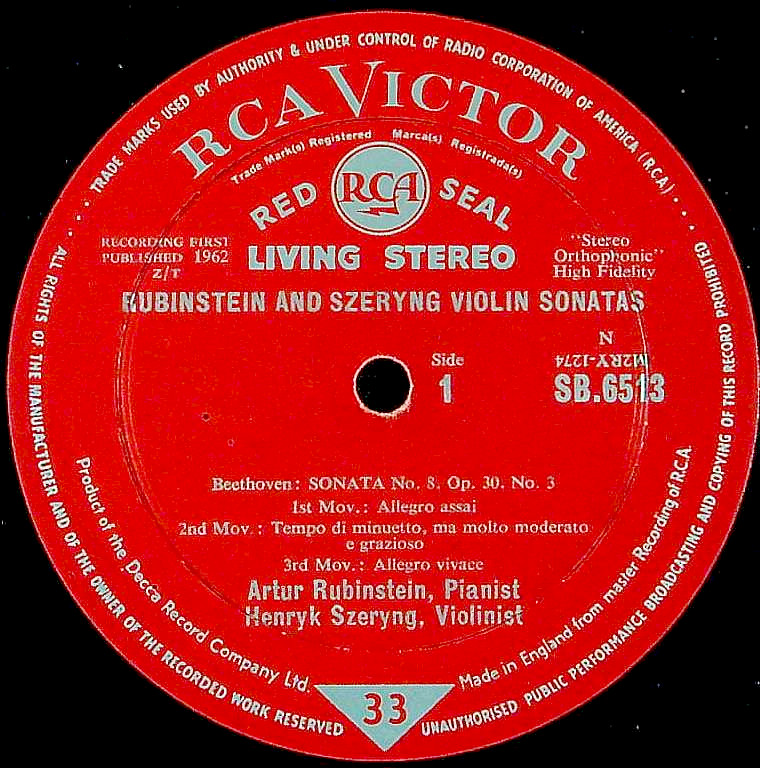 TRADE MARKS USED BY AUTHORITY & UNDER CONTROL OF RADIO CORPORATION OF AMERICA (R.C.A.)
RCA VICTOR
Trade Mark(s) Registered Marca(s) Registrada(s)
RED RCA SEAL
RECORDING FIRST
PUBLISHED 1962
Z/T
LIVING STEREO
"Stereo
Orthophonic"
High Fidelity
RUBINSTEIN AND SZERYNG VIOLIN SONATAS
N
M2RY-1274
Side
1
SB.6513
Beethoven: SONATA No. 8, Op. 30, No. 3
1st Mov.: Allegro assai
2nd Mov.: Tempo di minuetto, ma molto moderato
e grazioso
3rd Mov.: Allegro vivace
Artur Rubinstein, Pianist
Henryk Szeryng, Violinist
Product of the Decca Record Company Ltd.
Made in England from master Recording of R.C.A.
33
ALL RIGHTS OF THE MANUFACTURER AND OF THE OWNER OF THE RECORDED WORK RESERVED
UNAUTHORISED PUBLIC PERFORMANCE BROADCASTING AND COPYING OF THIS RECORD PROHIBITED